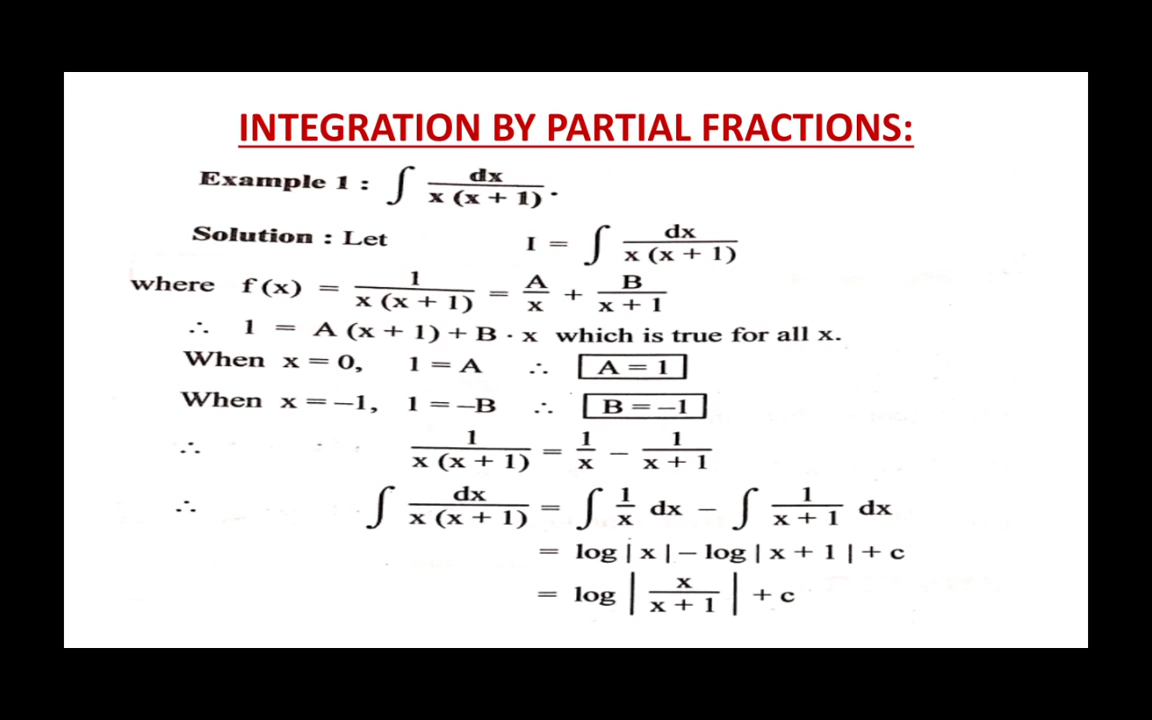 INTEGRATION BY PARTIAL FRACTIONS:
Example 1 : ∫ dx / x (x + 1) .
Solution : Let I = ∫ dx / x (x + 1)
where f (x) = 1 / x (x + 1) = A / x + B / x + 1
∴ 1 = A (x + 1) + B · x which is true for all x.
When x = 0, 1 = A ∴ A = 1
When x = –1, 1 = –B ∴ B = –1
∴ 1 / x (x + 1) = 1 / x – 1 / x + 1
∴ ∫ dx / x (x + 1) = ∫ 1 / x dx – ∫ 1 / x + 1 dx
= log | x | – log | x + 1 | + c
= log | x / x + 1 | + c